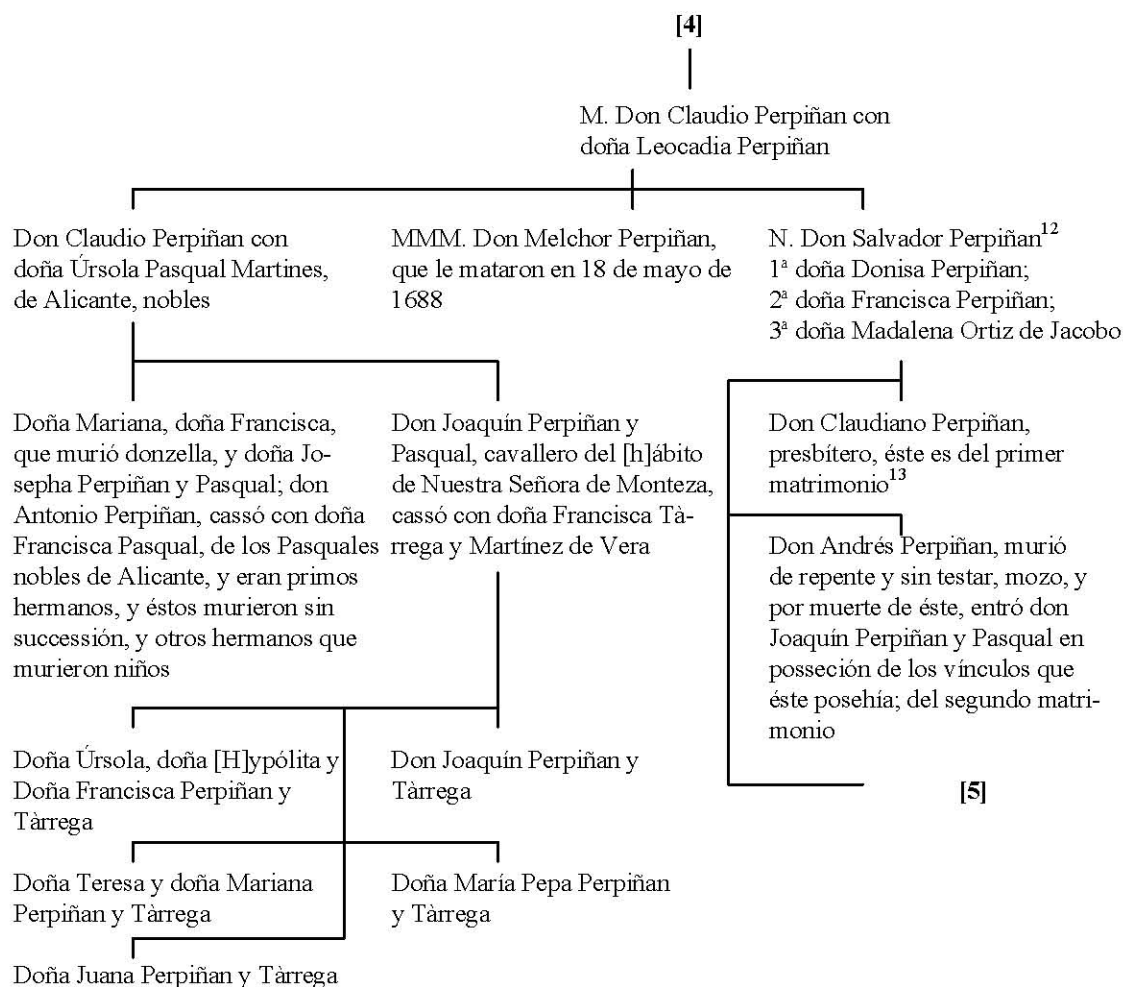 [4]
M. Don Claudio Perpiñan con
doña Leocadia Perpiñan
Don Claudio Perpiñan con
doña Úrsola Pasqual Martines,
de Alicante, nobles
MMM. Don Melchor Perpiñan,
que le mataron en 18 de mayo de
1688
N. Don Salvador Perpiñan¹²
1ª doña Donisa Perpiñan;
2ª doña Francisca Perpiñan;
3ª doña Madalena Ortiz de Jacobo
Doña Mariana, doña Francisca,
que murió donzella, y doña Jo-
sepha Perpiñan y Pasqual; don
Antonio Perpiñan, cassó con doña
Francisca Pasqual, de los Pasquales
nobles de Alicante, y eran primos
hermanos, y éstos murieron sin
successión, y otros hermanos que
murieron niños
Don Joaquín Perpiñan y
Pasqual, cavallero del [h]ábito
de Nuestra Señora de Monteza,
cassó con doña Francisca Tà-
rrega y Martínez de Vera
Don Claudiano Perpiñan,
presbítero, éste es del primer
matrimonio¹³
Don Andrés Perpiñan, murió
de repente y sin testar, mozo, y
por muerte de éste, entró don
Joaquín Perpiñan y Pasqual en
posseción de los vínculos que
éste posehía; del segundo matri-
monio
Doña Úrsola, doña [H]ypólita y
Doña Francisca Perpiñan y
Tàrrega
Don Joaquín Perpiñan y
Tàrrega
[5]
Doña Teresa y doña Mariana
Perpiñan y Tàrrega
Doña María Pepa Perpiñan
y Tàrrega
Doña Juana Perpiñan y Tàrrega